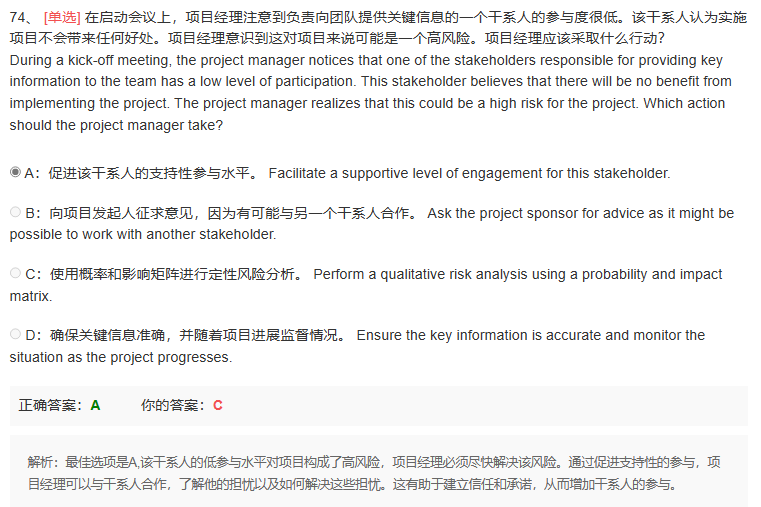 74、 [单选] 在启动会议上，项目经理注意到负责向团队提供关键信息的一个干系人的参与度很低。该干系人认为实施
项目不会带来任何好处。项目经理意识到这对项目来说可能是一个高风险。项目经理应该采取什么行动？
During a kick-off meeting, the project manager notices that one of the stakeholders responsible for providing key
information to the team has a low level of participation. This stakeholder believes that there will be no benefit from
implementing the project. The project manager realizes that this could be a high risk for the project. Which action
should the project manager take?
A：促进该干系人的支持性参与水平。 Facilitate a supportive level of engagement for this stakeholder.
B：向项目发起人征求意见，因为有可能与另一个干系人合作。 Ask the project sponsor for advice as it might be
possible to work with another stakeholder.
C：使用概率和影响矩阵进行定性风险分析。 Perform a qualitative risk analysis using a probability and impact
matrix.
D：确保关键信息准确，并随着项目进展监督情况。 Ensure the key information is accurate and monitor the
situation as the project progresses.
正确答案：A 你的答案：C
解析：最佳选项是A,该干系人的低参与水平对项目构成了高风险，项目经理必须尽快解决该风险。通过促进支持性的参与，项
目经理可以与干系人合作，了解他的担忧以及如何解决这些担忧。这有助于建立信任和承诺，从而增加干系人的参与。